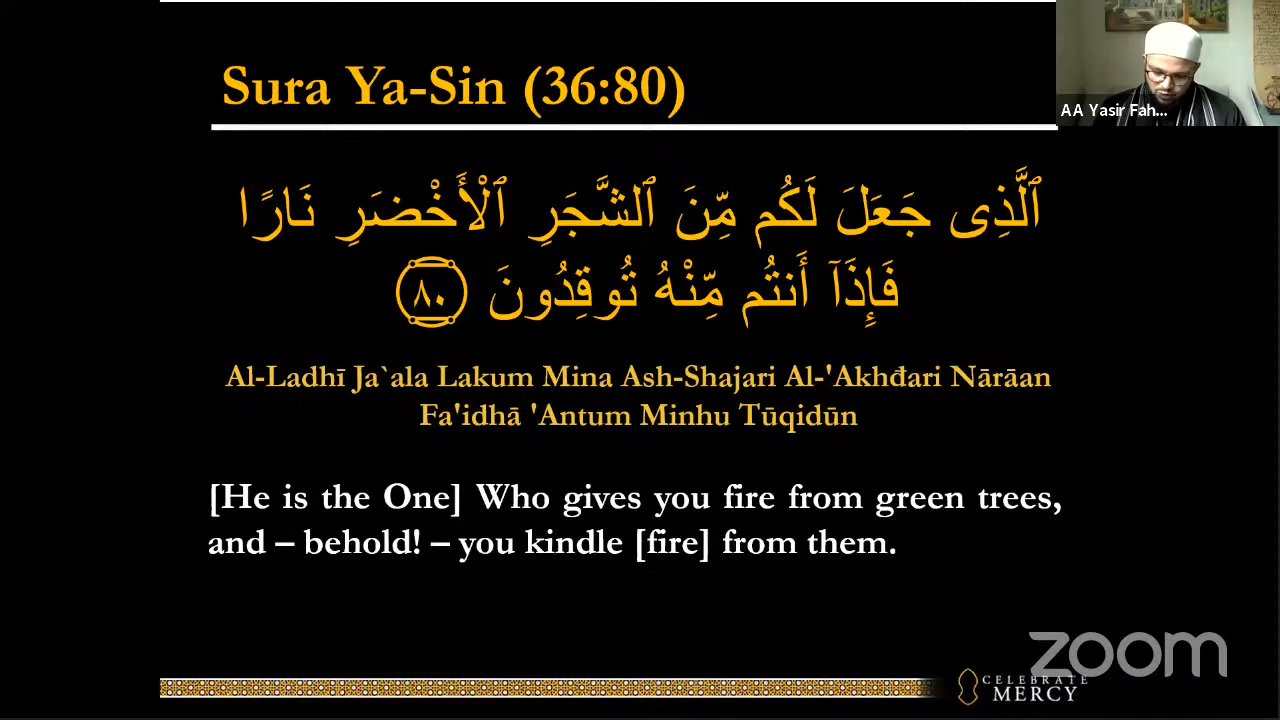 Sura Ya-Sin (36:80)
AA Yasir Fah...
ٱلَّذِى جَعَلَ لَكُم مِّنَ ٱلشَّجَرِ ٱلْأَخْضَرِ نَارًا
فَإِذَآ أَنتُم مِّنْهُ تُوقِدُونَ ٨٠
Al-Ladhī Ja`ala Lakum Mina Ash-Shajari Al-'Akhđari Nārāan
Fa'idhā 'Antum Minhu Tūqidūn
[He is the One] Who gives you fire from green trees,
and – behold! – you kindle [fire] from them.
zoom
CELEBRATE
MERCY